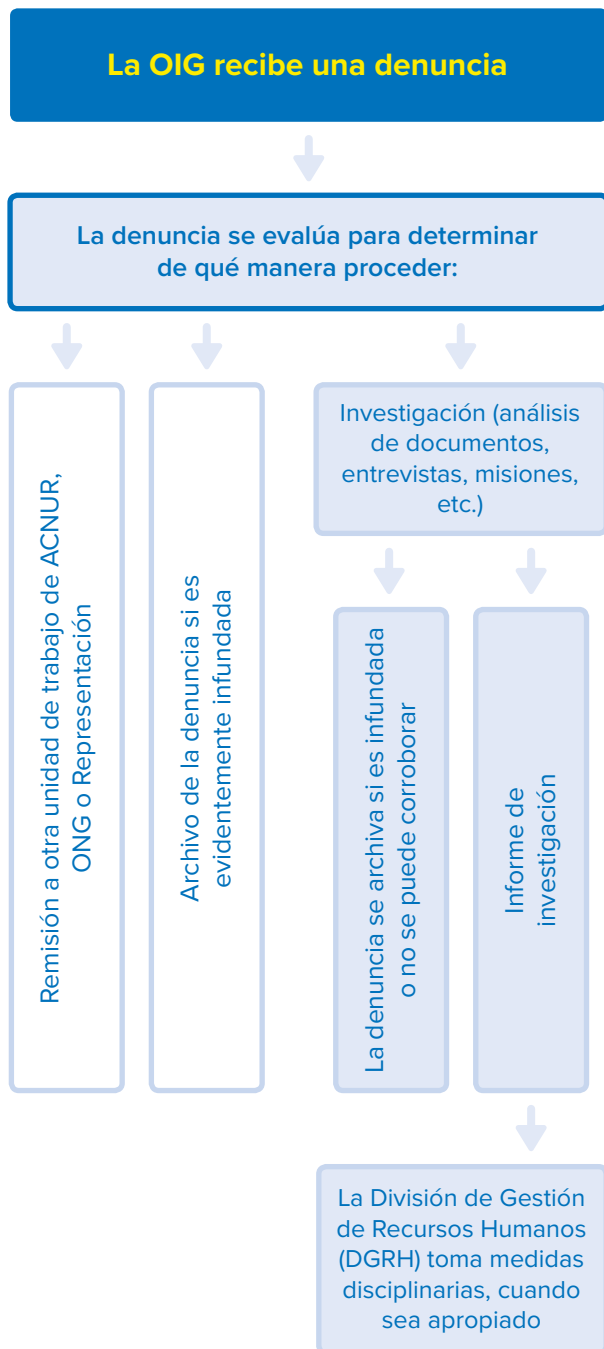 La OIG recibe una denuncia
La denuncia se evalúa para determinar
de qué manera proceder:
Remisión a otra unidad de trabajo de ACNUR,
ONG o Representación
Archivo de la denuncia si es
evidentemente infundada
Investigación (análisis
de documentos,
entrevistas, misiones,
etc.)
La denuncia se archiva si es infundada
o no se puede corroborar
Informe de
investigación
La División de Gestión
de Recursos Humanos
(DGRH) toma medidas
disciplinarias, cuando
sea apropiado